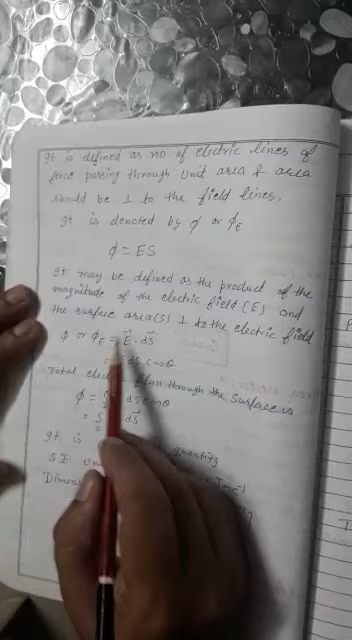 It is defined as no of electric lines of
force passing through Unit area & area
should be ⊥ to the field lines.
It is denoted by φ or φE
φ = ES
It may be defined as the product of the
magnitude of the electric field (E) and
the surface area(S) ⊥ to the electric field
φ or φE = E⃗ . dS⃗
dS cosθ
Total flux through the surface is
φ = ∫ dS cosθ
= ∫ dS⃗
It is quantity
SI
Dimens